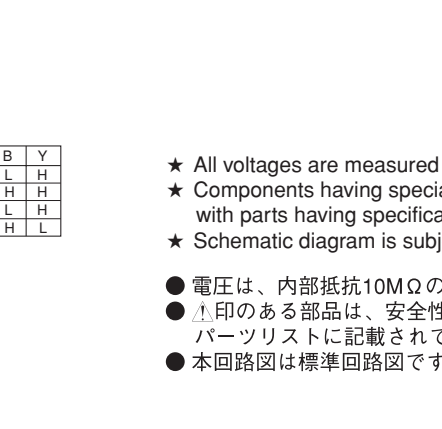 B Y
L H
H H
L H
H L
★ All voltages are measured
★ Components having
with parts having
★ Schematic diagram is
● 電圧は、内部抵抗10MΩの
● ⚠印のある部品は、安全性
パーツリストに記載されて
● 本回路図は標準回路図です